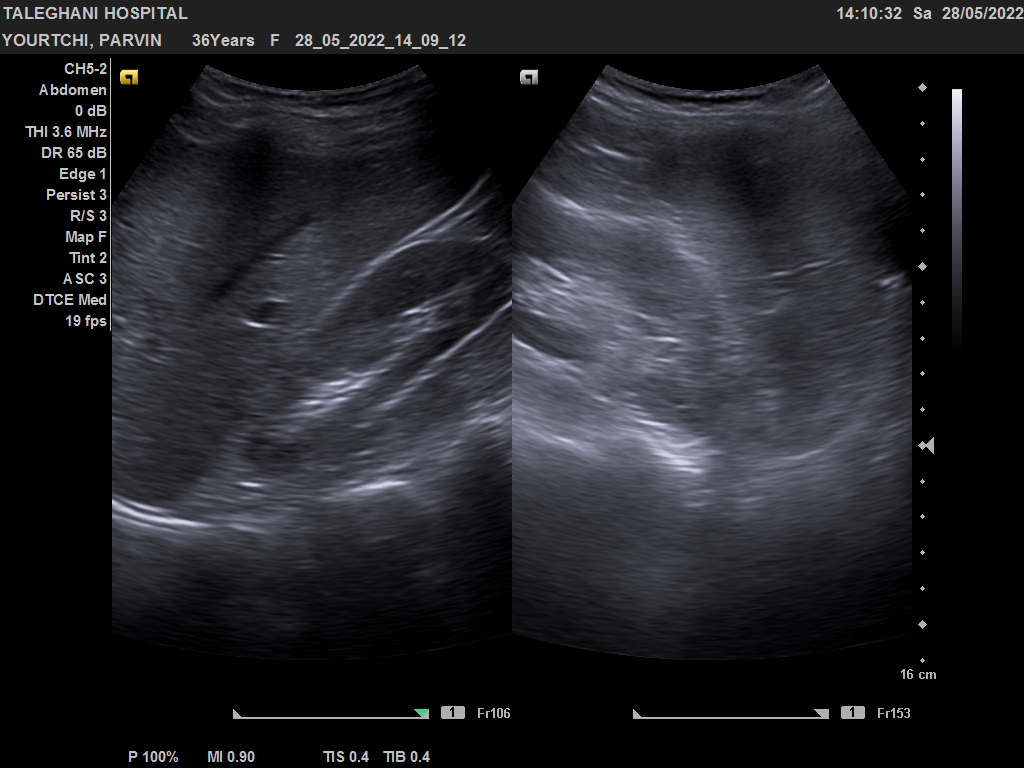 TALEGHANI HOSPITAL 14:10:32 Sa 28/05/2022
YOURTCHI, PARVIN 36Years F 28_05_2022_14_09_12
CH5-2
Abdomen
0 dB
THI 3.6 MHz
DR 65 dB
Edge 1
Persist 3
R/S 3
Map F
Tint 2
ASC 3
DTCE Med
19 fps
16 cm
1 Fr106 1 Fr153
P 100% MI 0.90 TIS 0.4 TIB 0.4